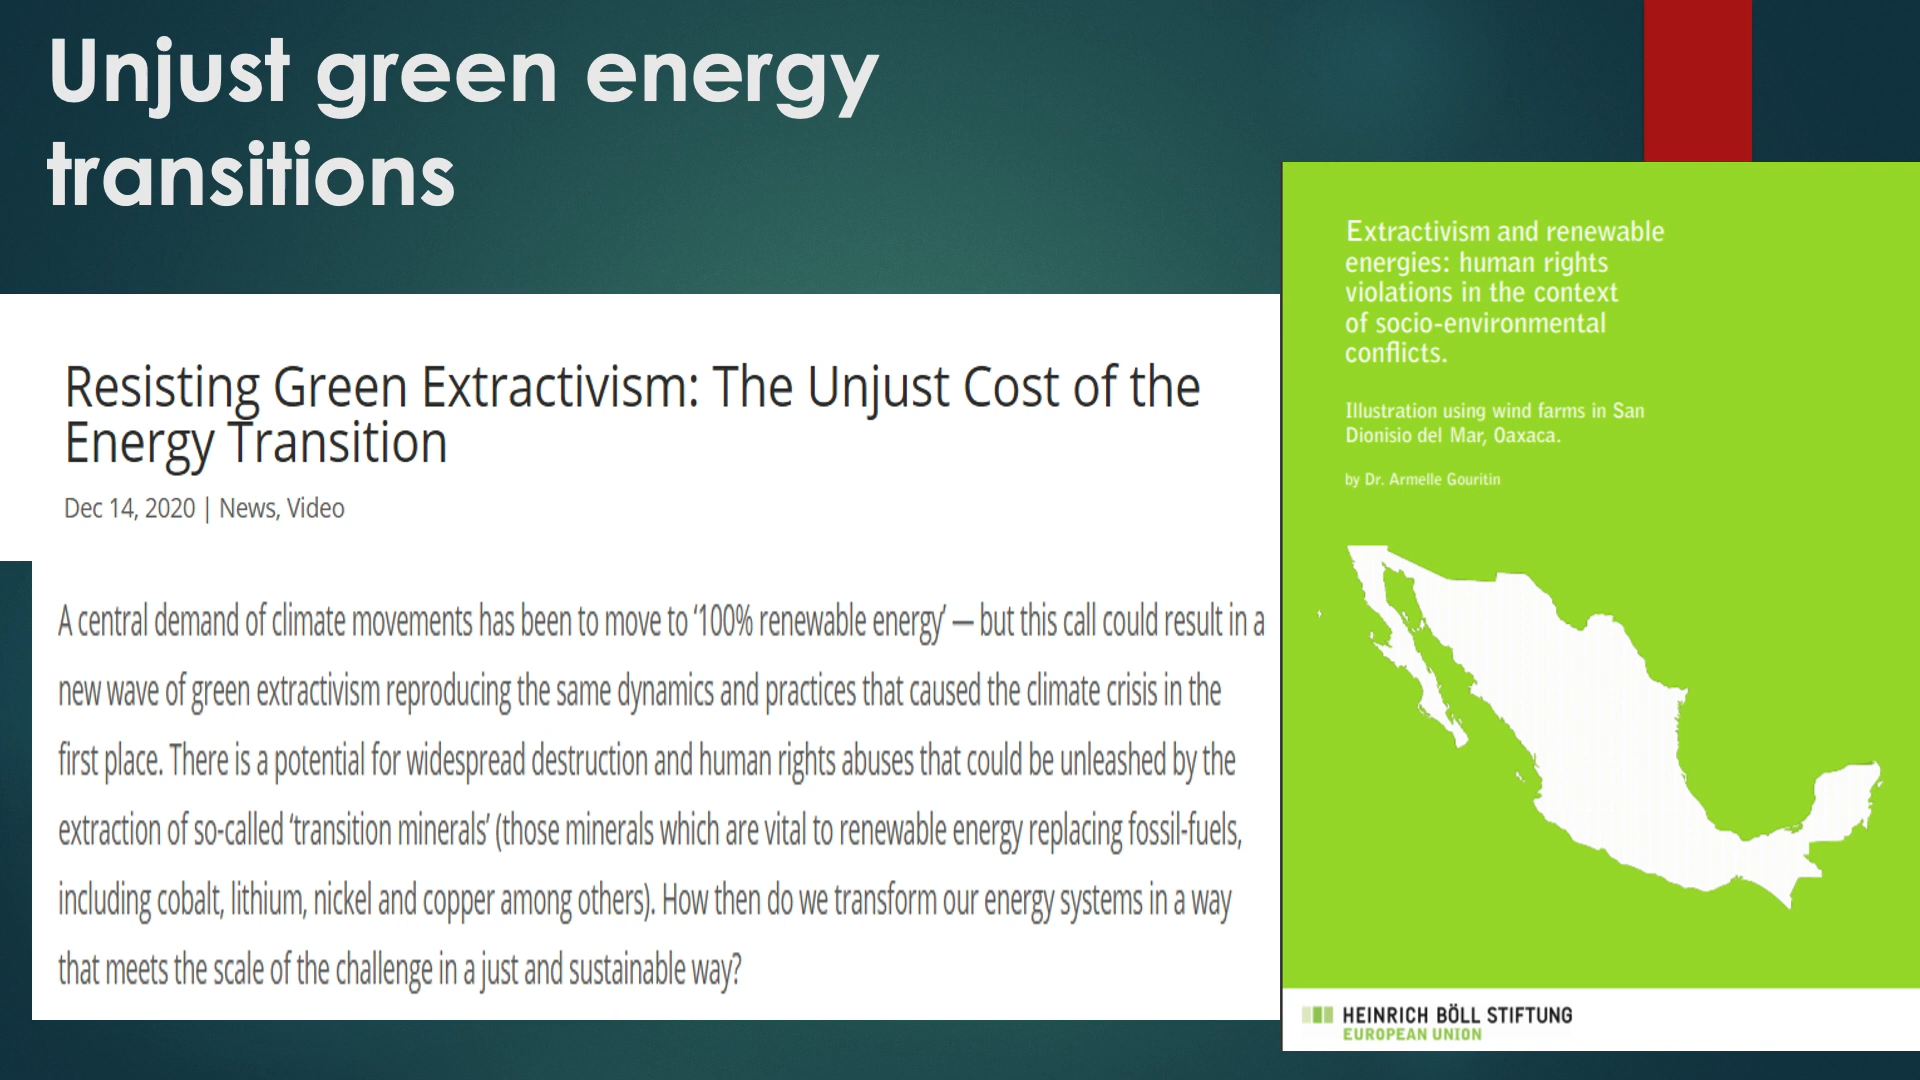 Unjust green energy
transitions
Resisting Green Extractivism: The Unjust Cost of the
Energy Transition
Dec 14, 2020 | News, Video
A central demand of climate movements has been to move to ‘100% renewable energy’ — but this call could result in a
new wave of green extractivism reproducing the same dynamics and practices that caused the climate crisis in the
first place. There is a potential for widespread destruction and human rights abuses that could be unleashed by the
extraction of so-called ‘transition minerals’ (those minerals which are vital to renewable energy replacing fossil-fuels,
including cobalt, lithium, nickel and copper among others). How then do we transform our energy systems in a way
that meets the scale of the challenge in a just and sustainable way?
Extractivism and renewable
energies: human rights
violations in the context
of socio-environmental
conflicts.
Illustration using wind farms in San
Dionisio del Mar, Oaxaca.
by Dr. Armelle Gouritin
HEINRICH BÖLL STIFTUNG
EUROPEAN UNION